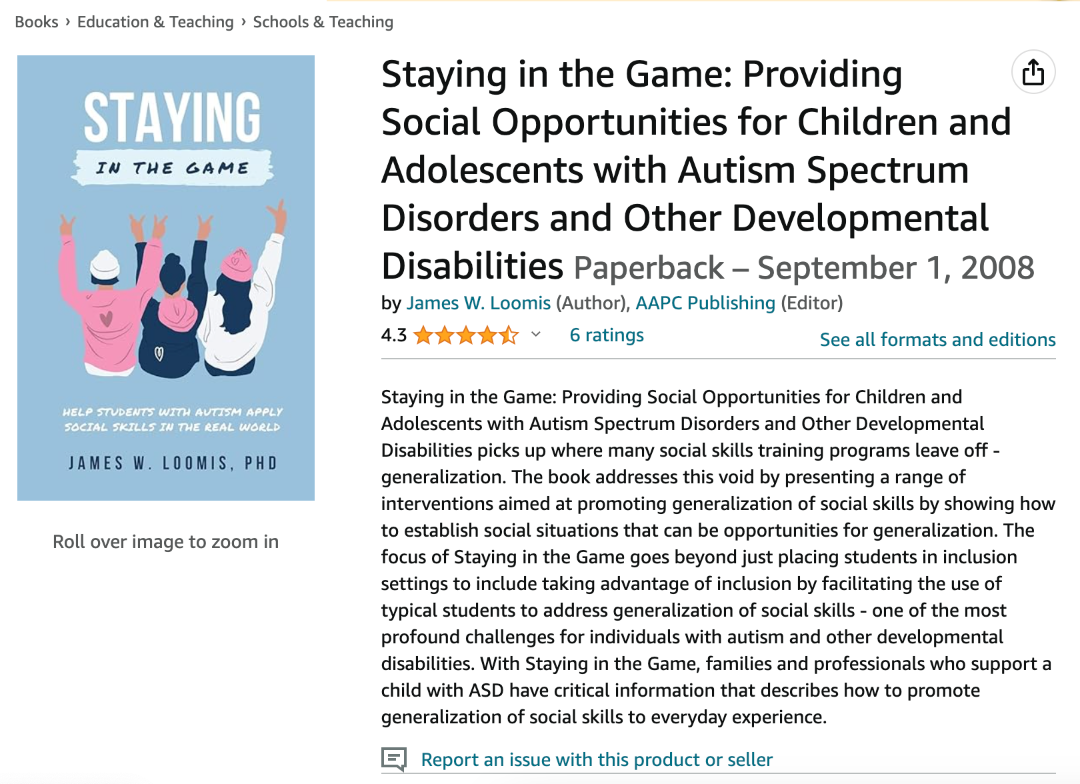 Books › Education & Teaching › Schools & Teaching
STAYING
IN THE GAME
HELP STUDENTS WITH AUTISM APPLY
SOCIAL SKILLS IN THE REAL WORLD
JAMES W. LOOMIS, PHD
Roll over image to zoom in
Staying in the Game: Providing
Social Opportunities for Children and
Adolescents with Autism Spectrum
Disorders and Other Developmental
Disabilities Paperback – September 1, 2008
by James W. Loomis (Author), AAPC Publishing (Editor)
4.3 6 ratings
See all formats and editions
Staying in the Game: Providing Social Opportunities for Children and
Adolescents with Autism Spectrum Disorders and Other Developmental
Disabilities picks up where many social skills training programs leave off -
generalization. The book addresses this void by presenting a range of
interventions aimed at promoting generalization of social skills by showing how
to establish social situations that can be opportunities for generalization. The
focus of Staying in the Game goes beyond just placing students in inclusion
settings to include taking advantage of inclusion by facilitating the use of
typical students to address generalization of social skills - one of the most
profound challenges for individuals with autism and other developmental
disabilities. With Staying in the Game, families and professionals who support a
child with ASD have critical information that describes how to promote
generalization of social skills to everyday experience.
Report an issue with this product or seller